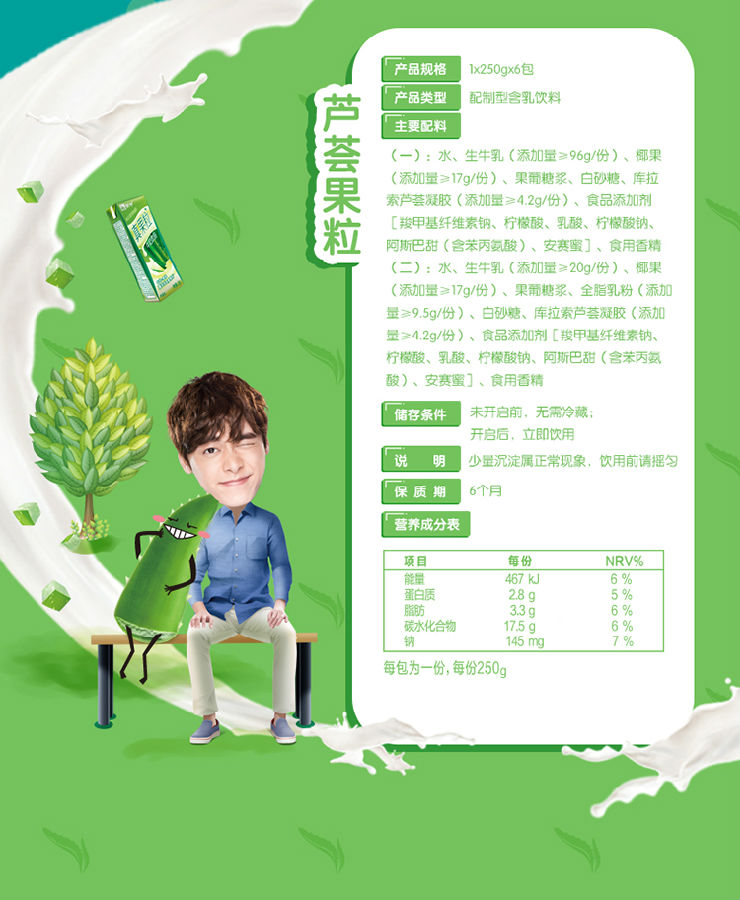 芦荟果粒
真果粒
产品规格 1x250gx6包
产品类型 配制型含乳饮料
主要配料
（一）：水、生牛乳（添加量≥96g/份）、椰果
（添加量≥17g/份）、果葡糖浆、白砂糖、库拉
索芦荟凝胶（添加量≥4.2g/份）、食品添加剂
［羧甲基纤维素钠、柠檬酸、乳酸、柠檬酸钠、
阿斯巴甜（含苯丙氨酸）、安赛蜜］、食用香精
（二）：水、生牛乳（添加量≥20g/份）、椰果
（添加量≥17g/份）、果葡糖浆、全脂乳粉（添加
量≥9.5g/份）、白砂糖、库拉索芦荟凝胶（添加
量≥4.2g/份）、食品添加剂［羧甲基纤维素钠、
柠檬酸、乳酸、柠檬酸钠、阿斯巴甜（含苯丙氨
酸）、安赛蜜］、食用香精
储存条件 未开启前，无需冷藏；
开启后，立即饮用
说 明 少量沉淀属正常现象，饮用前请摇匀
保 质 期 6个月
营养成分表
项目 每份 NRV%
能量 467 kJ 6 %
蛋白质 2.8 g 5 %
脂肪 3.3 g 6 %
碳水化合物 17.5 g 6 %
钠 145 mg 7 %
每包为一份，每份250g